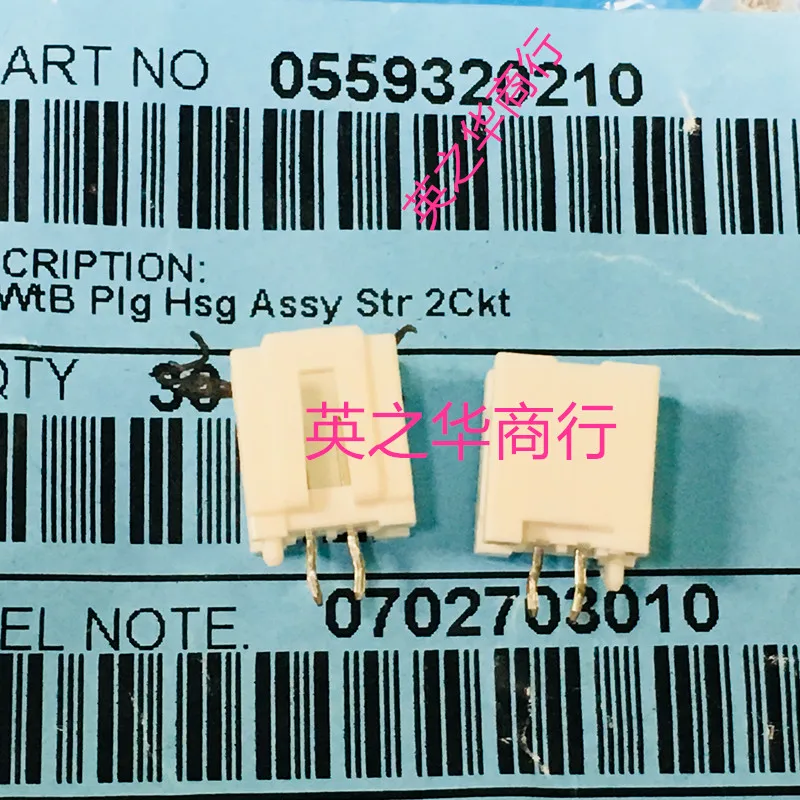 ART NO 0559320210
英之华商行
CRIPTION:
WtB Plg Hsg Assy Str 2Ckt
QTY
英之华商行
EL NOTE. 0702703010